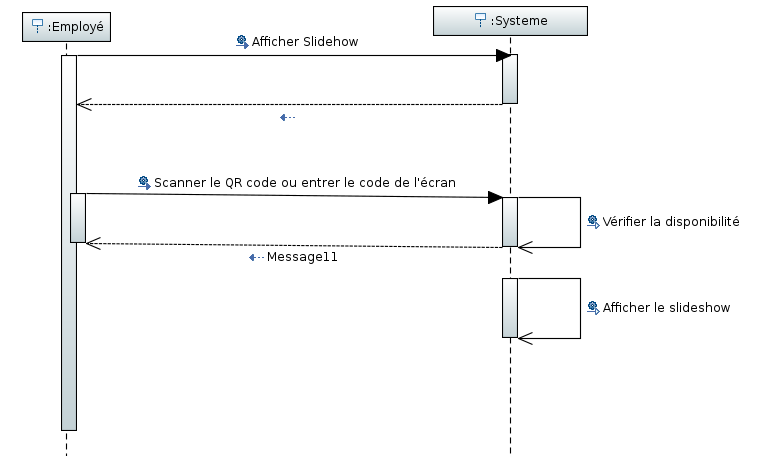 :Employé
:Systeme
Afficher Slidehow
Scanner le QR code ou entrer le code de l'écran
Vérifier la disponibilité
Message11
Afficher le slideshow